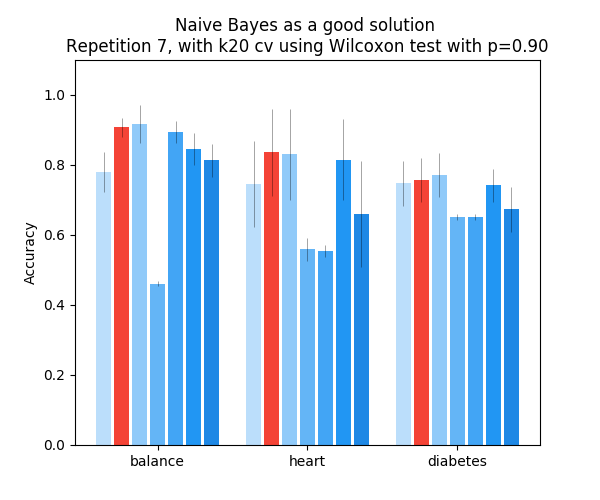 Naive Bayes as a good solution
Repetition 7, with k20 cv using Wilcoxon test with p=0.90
1.0
0.8
0.6
0.4
0.2
0.0
Accuracy
balance heart diabetes